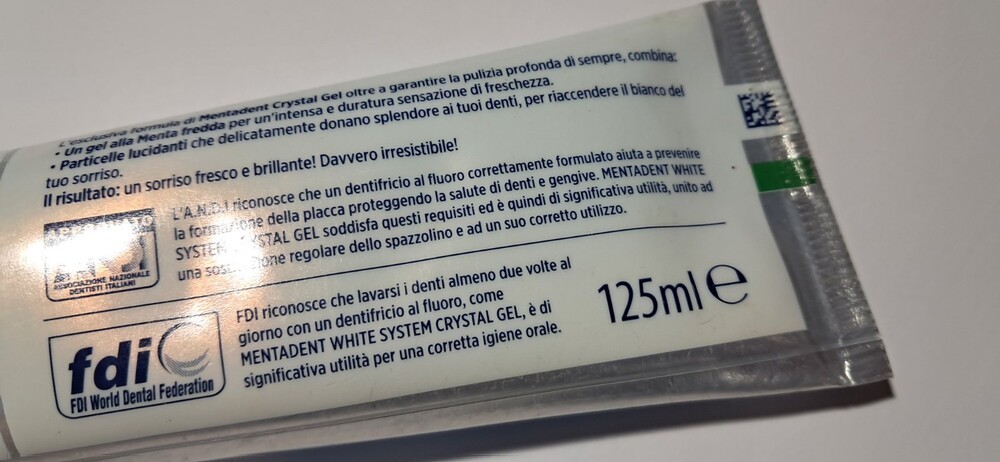 L'esclusiva formula di Mentadent Crystal Gel oltre a garantire la pulizia profonda di sempre, combina:
• Un gel alla Menta fredda per un'intensa e duratura sensazione di freschezza.
• Particelle lucidanti che delicatamente donano splendore ai tuoi denti, per riaccendere il bianco del
tuo sorriso.
Il risultato: un sorriso fresco e brillante! Davvero irresistibile!
L'A.N.D.I riconosce che un dentifricio al fluoro correttamente formulato aiuta a prevenire
la formazione della placca proteggendo la salute di denti e gengive. MENTADENT WHITE
SYSTEM CRYSTAL GEL soddisfa questi requisiti ed è quindi di significativa utilità, unito ad
una sostituzione regolare dello spazzolino e ad un suo corretto utilizzo.
ASSOCIAZIONE NAZIONALE
DENTISTI ITALIANI
FDI riconosce che lavarsi i denti almeno due volte al
giorno con un dentifricio al fluoro, come
MENTADENT WHITE SYSTEM CRYSTAL GEL, è di
significativa utilità per una corretta igiene orale.
fdi
FDI World Dental Federation
125ml e